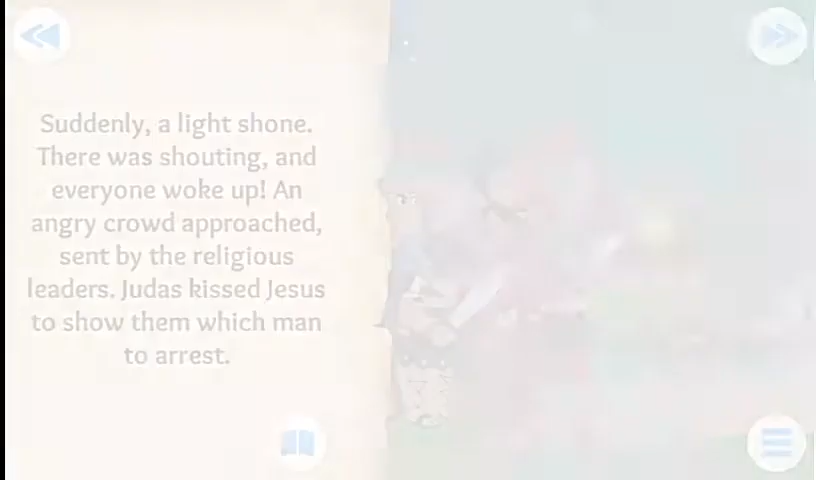 Suddenly, a light shone.
There was shouting, and
everyone woke up! An
angry crowd approached,
sent by the religious
leaders. Judas kissed Jesus
to show them which man
to arrest.